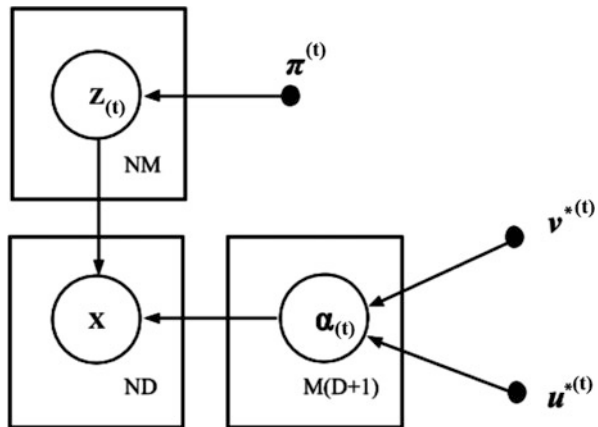 π(t)
Z(t)
NM
v*(t)
X
α(t)
ND
M(D+1)
u*(t)